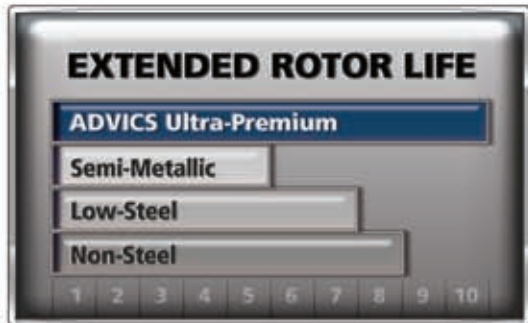 EXTENDED ROTOR LIFE
ADVICS Ultra-Premium
Semi-Metallic
Low-Steel
Non-Steel
1 2 3 4 5 6 7 8 9 10